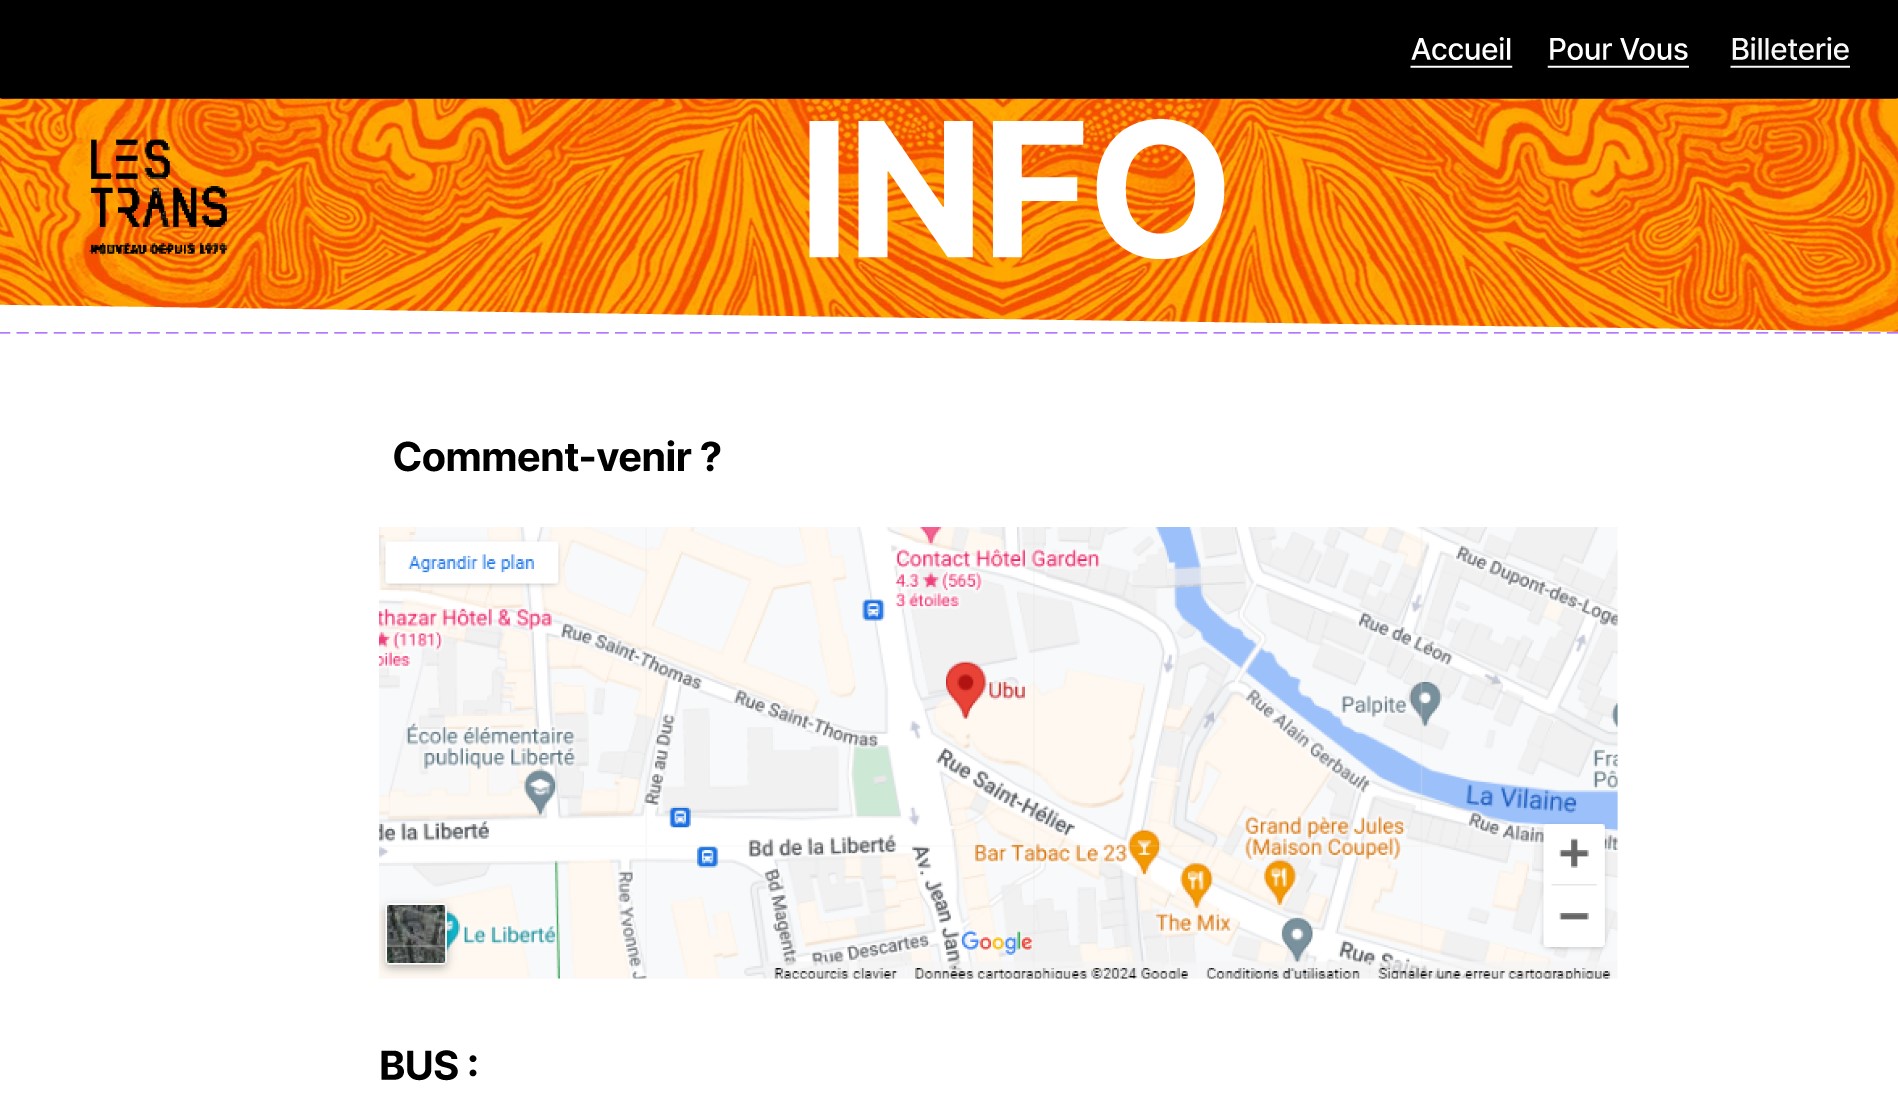 Accueil Pour Vous Billeterie
LES
TRANS
NOUVEAU DEPUIS 1979
INFO
Comment-venir ?
Agrandir le plan
Contact Hôtel Garden
4.3 ★ (565)
3 étoiles
thazar Hôtel & Spa
★ (1181)
oiles
Rue Dupont-des-Loge
Rue de Léon
Rue Saint-Thomas
Rue Saint-Thomas
Ubu
Palpite
École élémentaire
publique Liberté
Rue au Duc
Rue Alain Gerbault
Rue Saint-Hélier
Fra
Pô
La Vilaine
Rue Alain
de la Liberté
Bd de la Liberté
Bar Tabac Le 23
Grand père Jules
(Maison Coupel)
Av. Jean Jan
Rue Yvonne J
Bd Magenta
The Mix
Le Liberté
Rue Descartes
Google
Rue Saint
Raccourcis clavier Données cartographiques ©2024 Google Conditions d'utilisation Signaler une erreur cartographique
BUS :